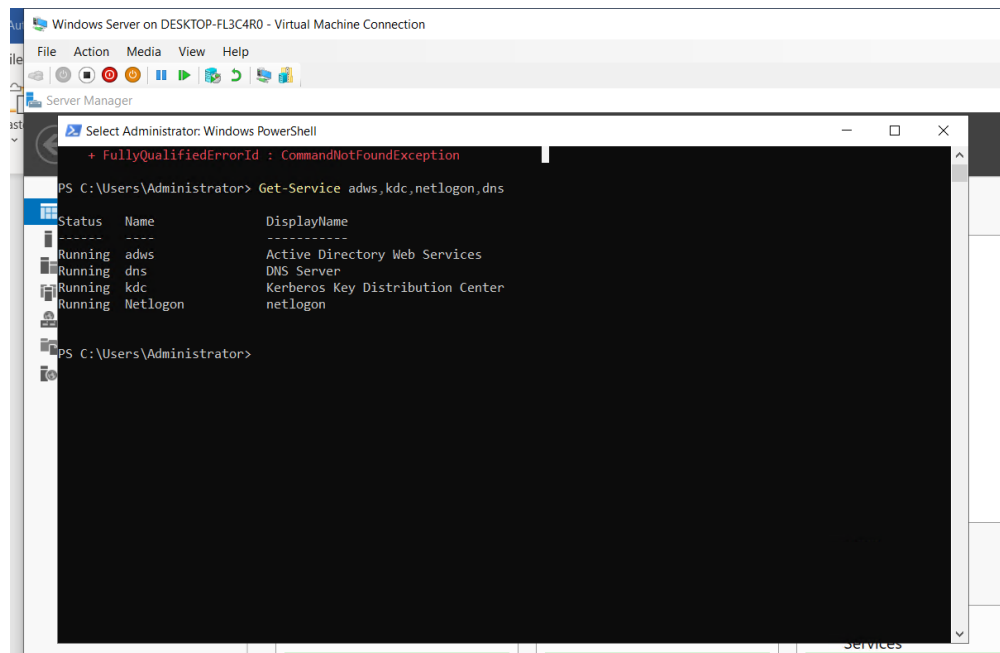 Windows Server on DESKTOP-FL3C4R0 - Virtual Machine Connection
File Action Media View Help
Server Manager
Select Administrator: Windows PowerShell
+ FullyQualifiedErrorId : CommandNotFoundException
PS C:\Users\Administrator> Get-Service adws,kdc,netlogon,dns
Status Name DisplayName
------ ---- -----------
Running adws Active Directory Web Services
Running dns DNS Server
Running kdc Kerberos Key Distribution Center
Running Netlogon netlogon
PS C:\Users\Administrator>
Services